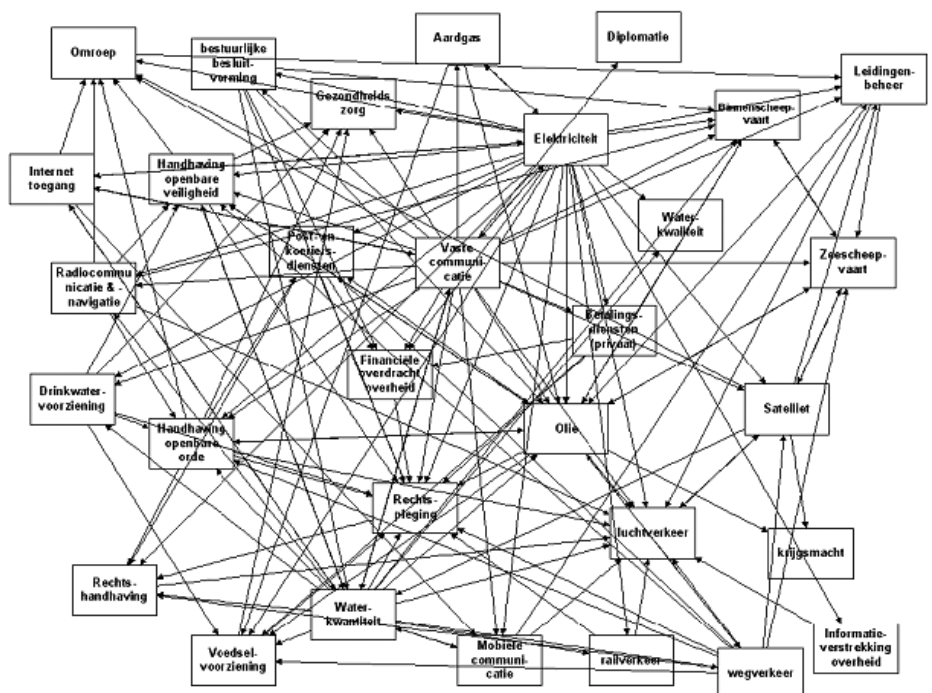 Omroep
bestuurlijke
besluit-
vorming
Aardgas
Diplomatie
Leidingen-
beheer
Gezondheids
zorg
Binnenscheep-
vaart
Elektriciteit
Internet
toegang
Handhaving
openbare
veiligheid
Water-
kwaliteit
Post- en
koeriers-
diensten
Vaste
communi-
catie
Zeescheep-
vaart
Radiocommu
nicatie & -
navigatie
Betalings-
diensten
(privaat)
Financiele
overdracht
overheid
Drinkwater-
voorziening
Satelliet
Handhaving
openbare
orde
Olie
Rechts-
pleging
luchtverkeer
krijgsmacht
Rechts-
handhaving
Water-
kwantiteit
Voedsel-
voorziening
Mobiele
communi-
catie
railverkeer
wegverkeer
Informatie-
verstrekking
overheid